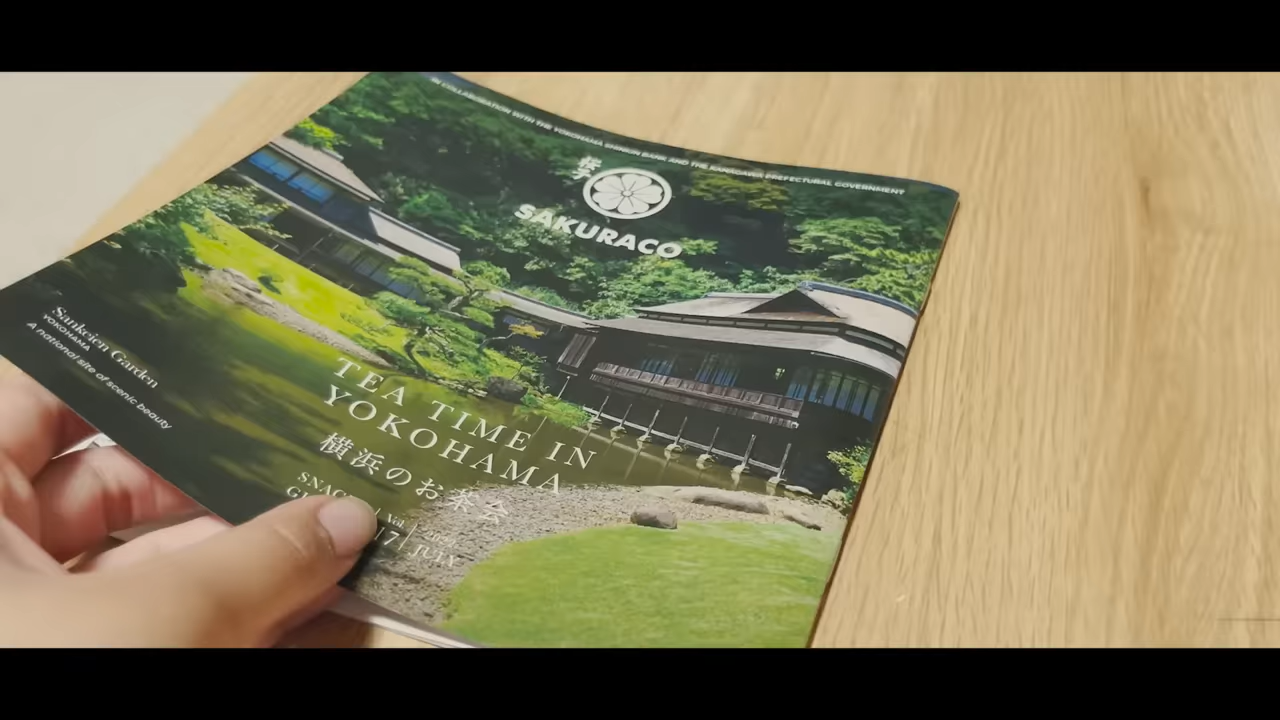 IN COLLABORATION WITH THE YOKOHAMA SHINKIN BANK AND THE KANAGAWA PREFECTURAL GOVERNMENT
SAKURACO
Sankeien Garden
YOKOHAMA
A national site of scenic beauty
TEA TIME IN
YOKOHAMA
横浜のお茶会
Vol.
JULY